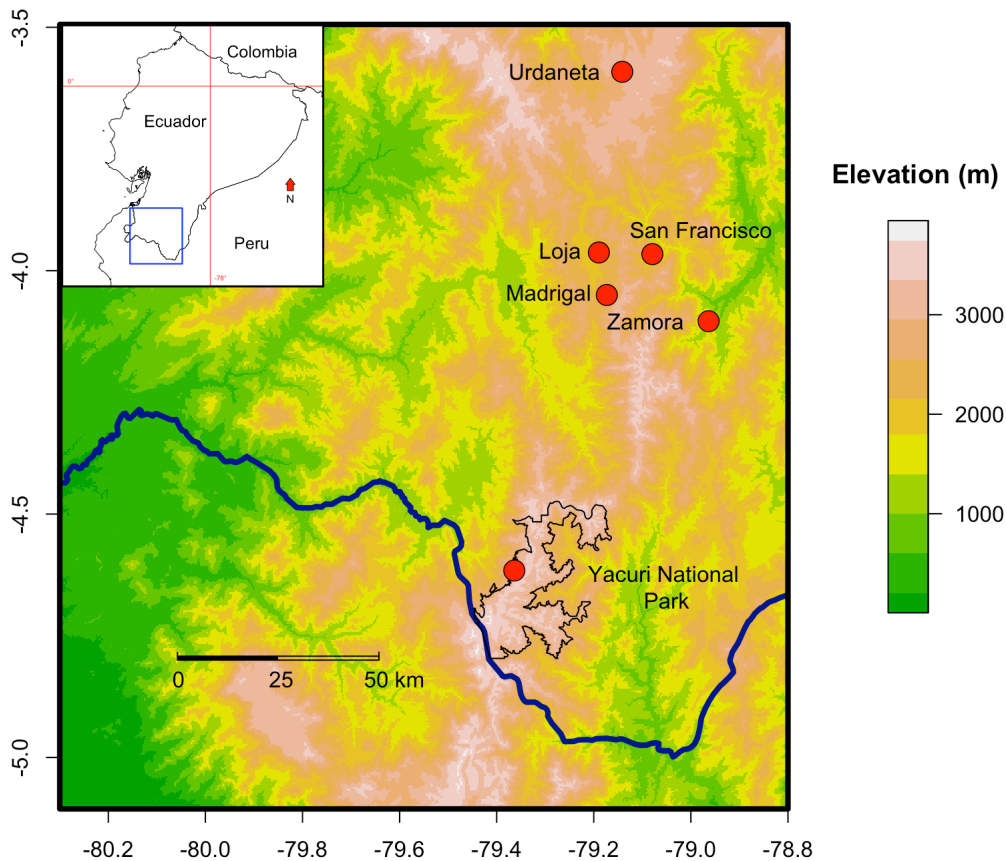 Colombia
0°
Ecuador
N
Peru
-78°
Urdaneta
San Francisco
Loja
Madrigal
Zamora
Yacuri National
Park
0 25 50 km
Elevation (m)
3000
2000
1000
-3.5
-4.0
-4.5
-5.0
-80.2 -80.0 -79.8 -79.6 -79.4 -79.2 -79.0 -78.8